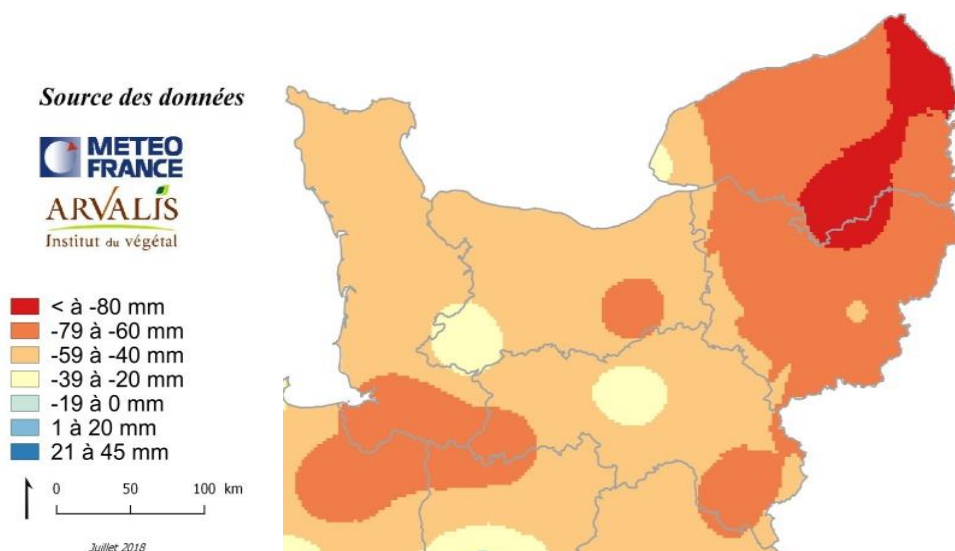 Source des données
METEO
FRANCE
ARVALIS
Institut du végétal
< à -80 mm
-79 à -60 mm
-59 à -40 mm
-39 à -20 mm
-19 à 0 mm
1 à 20 mm
21 à 45 mm
0 50 100 km
Juillet 2018